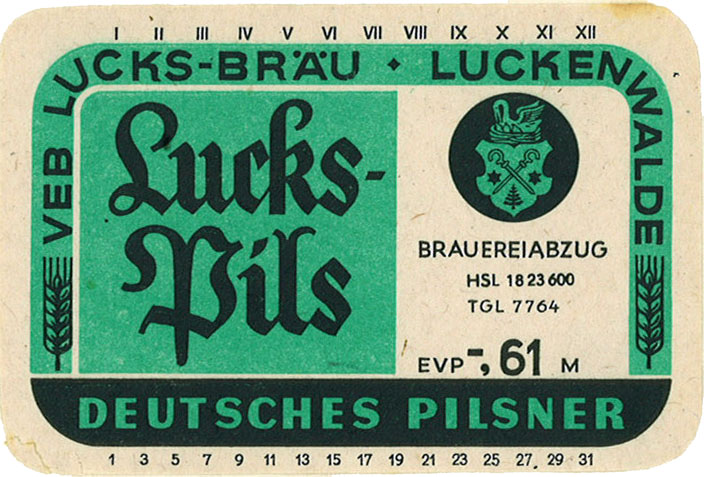 I II III IV V VI VII VIII IX X XI XII
VEB LUCKS-BRÄU · LUCKENWALDE
Lucks-
Pils
BRAUEREIABZUG
HSL 18 23 600
TGL 7764
EVP -,61 M
DEUTSCHES PILSNER
1 3 5 7 9 11 13 15 17 19 21 23 25 27 29 31